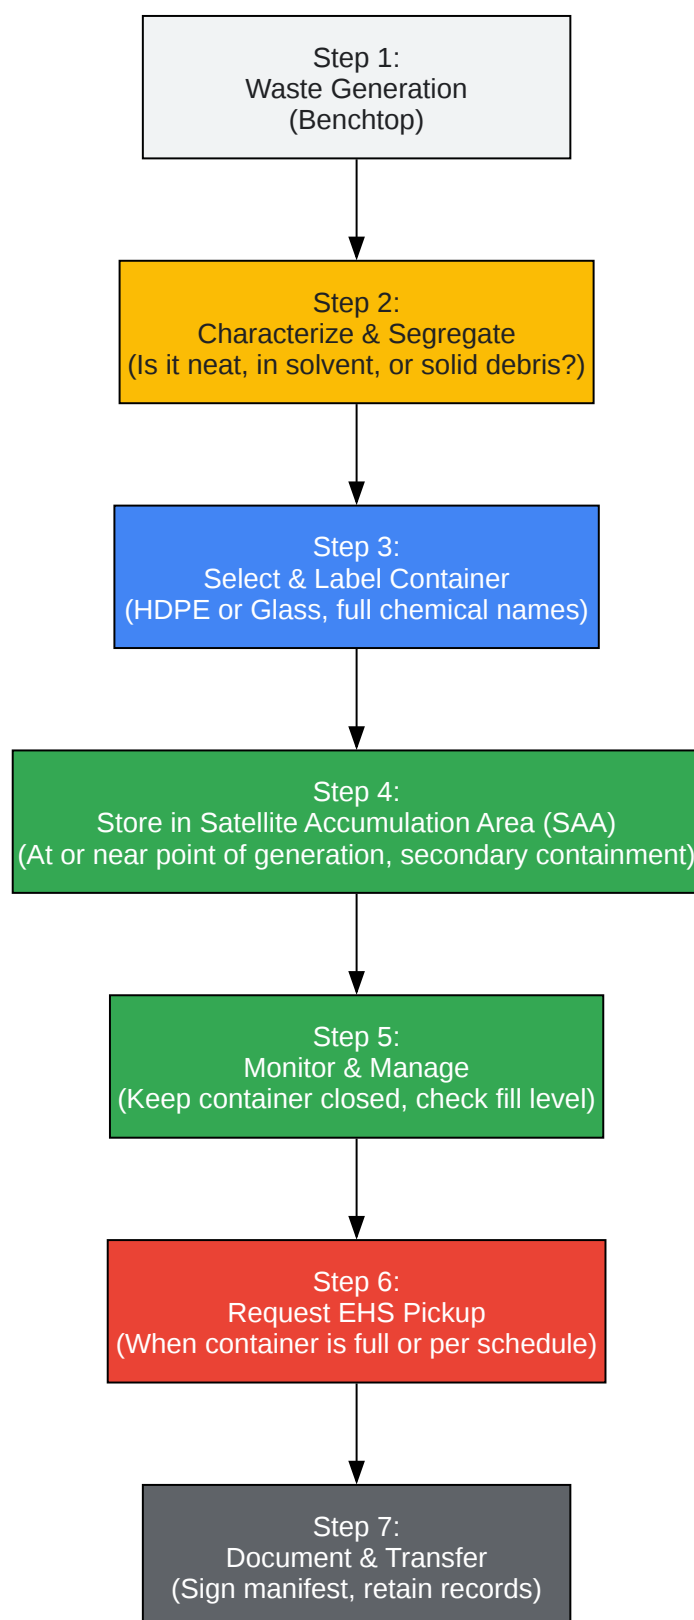 Step 1:
Waste Generation
(Benchtop)
Step 2:
Characterize & Segregate
(Is it neat, in solvent, or solid debris?)
Step 3:
Select & Label Container
(HDPE or Glass, full chemical names)
Step 4:
Store in Satellite Accumulation Area (SAA)
(At or near point of generation, secondary containment)
Step 5:
Monitor & Manage
(Keep container closed, check fill level)
Step 6:
Request EHS Pickup
(When container is full or per schedule)
Step 7:
Document & Transfer
(Sign manifest, retain records)